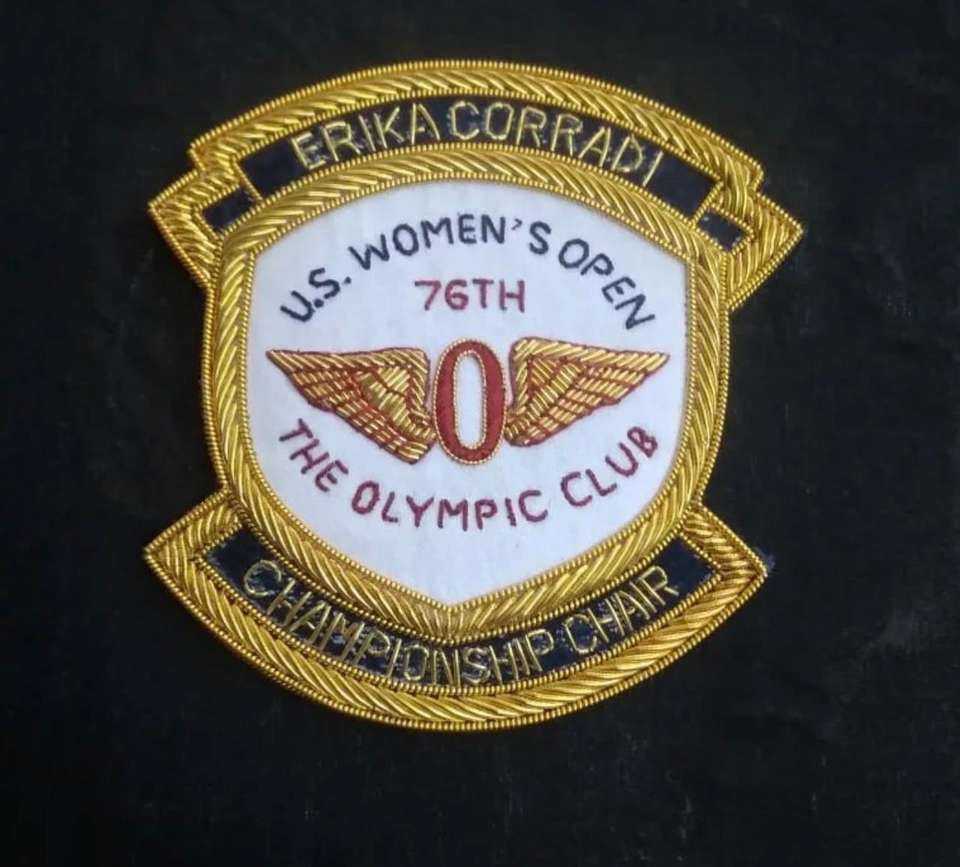 ERIKA CORRADI
U.S. WOMEN'S OPEN
76TH
O
THE OLYMPIC CLUB
CHAMPIONSHIP CHAIR